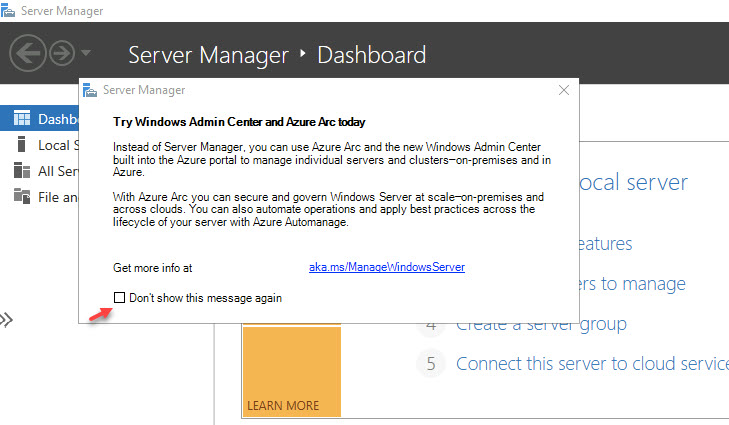 Server Manager
Server Manager ‣ Dashboard
Server Manager
Try Windows Admin Center and Azure Arc today
Instead of Server Manager, you can use Azure Arc and the new Windows Admin Center
built into the Azure portal to manage individual servers and clusters—on-premises and in
Azure.
With Azure Arc you can secure and govern Windows Server at scale—on-premises and
across clouds. You can also automate operations and apply best practices across the
lifecycle of your server with Azure Automanage.
Get more info at aka.ms/ManageWindowsServer
Don't show this message again
Dashb
Local S
All Ser
File an
ocal server
eatures
ers to manage
4 Create a server group
5 Connect this server to cloud service
LEARN MORE